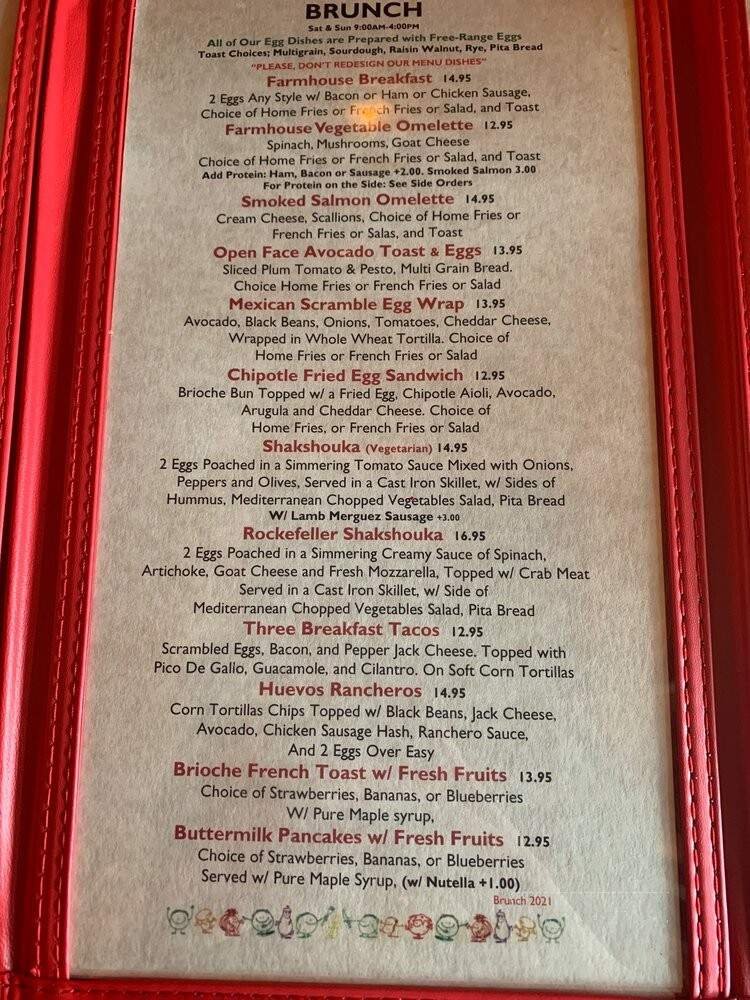 BRUNCH
Sat & Sun 9:00AM-4:00PM
All of Our Egg Dishes are Prepared with Free-Range Eggs
Toast Choices; Multigrain, Sourdough, Raisin Walnut, Rye, Pita Bread
"PLEASE, DON'T REDESIGN OUR MENU DISHES"
Farmhouse Breakfast 14.95
2 Eggs Any Style w/ Bacon or Ham or Chicken Sausage,
Choice of Home Fries or French Fries or Salad, and Toast
Farmhouse Vegetable Omelette 12.95
Spinach, Mushrooms, Goat Cheese
Choice of Home Fries or French Fries or Salad, and Toast
Add Protein: Ham, Bacon or Sausage +2.00. Smoked Salmon 3.00
For Protein on the Side: See Side Orders
Smoked Salmon Omelette 14.95
Cream Cheese, Scallions, Choice of Home Fries or
French Fries or Salas, and Toast
Open Face Avocado Toast & Eggs 13.95
Sliced Plum Tomato & Pesto, Multi Grain Bread.
Choice Home Fries or French Fries or Salad
Mexican Scramble Egg Wrap 13.95
Avocado, Black Beans, Onions, Tomatoes, Cheddar Cheese,
Wrapped in Whole Wheat Tortilla. Choice of
Home Fries or French Fries or Salad
Chipotle Fried Egg Sandwich 12.95
Brioche Bun Topped w/ a Fried Egg, Chipotle Aioli, Avocado,
Arugula and Cheddar Cheese. Choice of
Home Fries, or French Fries or Salad
Shakshouka (Vegetarian) 14.95
2 Eggs Poached in a Simmering Tomato Sauce Mixed with Onions,
Peppers and Olives, Served in a Cast Iron Skillet, w/ Sides of
Hummus, Mediterranean Chopped Vegetables Salad, Pita Bread
W/ Lamb Merguez Sausage +3.00
Rockefeller Shakshouka 16.95
2 Eggs Poached in a Simmering Creamy Sauce of Spinach,
Artichoke, Goat Cheese and Fresh Mozzarella, Topped w/ Crab Meat
Served in a Cast Iron Skillet, w/ Side of
Mediterranean Chopped Vegetables Salad, Pita Bread
Three Breakfast Tacos 12.95
Scrambled Eggs, Bacon, and Pepper Jack Cheese. Topped with
Pico De Gallo, Guacamole, and Cilantro. On Soft Corn Tortillas
Huevos Rancheros 14.95
Corn Tortillas Chips Topped w/ Black Beans, Jack Cheese,
Avocado, Chicken Sausage Hash, Ranchero Sauce,
And 2 Eggs Over Easy
Brioche French Toast w/ Fresh Fruits 13.95
Choice of Strawberries, Bananas, or Blueberries
W/ Pure Maple syrup,
Buttermilk Pancakes w/ Fresh Fruits 12.95
Choice of Strawberries, Bananas, or Blueberries
Served w/ Pure Maple Syrup, (w/ Nutella +1.00)
Brunch 2021